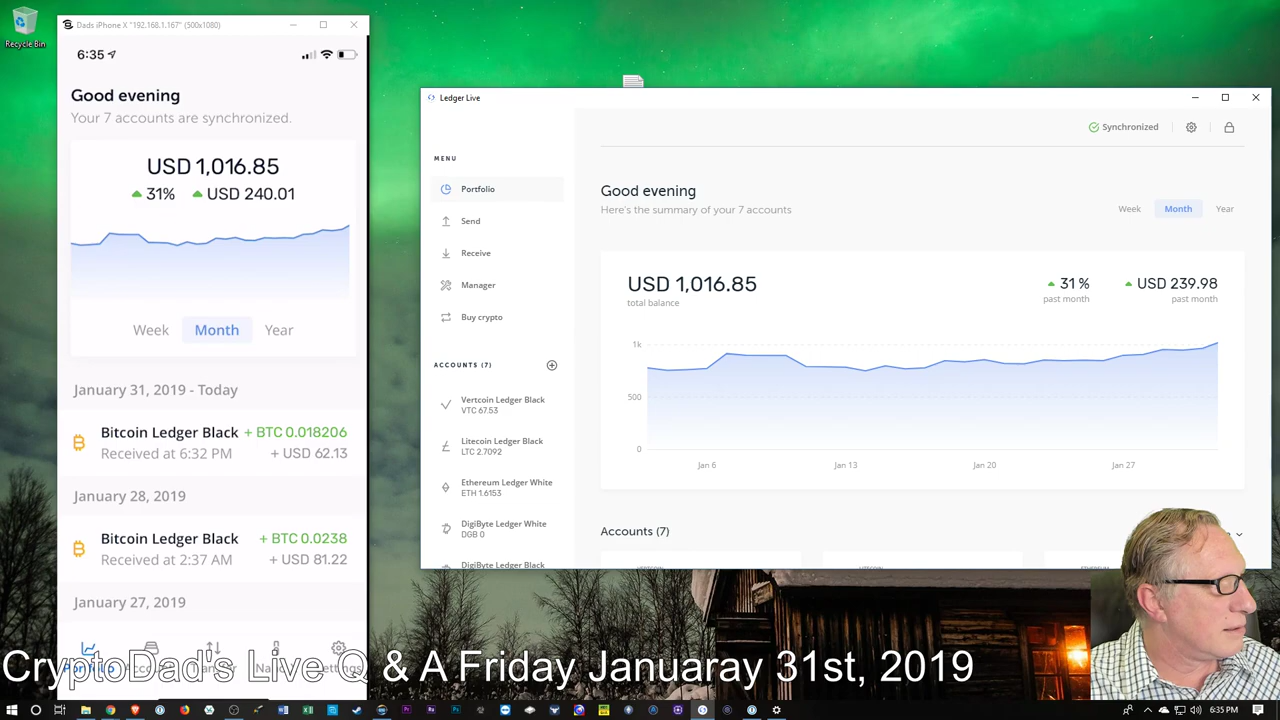 Recycle Bin
Dads iPhone X "192.168.1.167" (500x1080)
6:35
Good evening
Your 7 accounts are synchronized.
USD 1,016.85
31% USD 240.01
Week Month Year
January 31, 2019 - Today
Bitcoin Ledger Black + BTC 0.018206
Received at 6:32 PM + USD 62.13
January 28, 2019
Bitcoin Ledger Black + BTC 0.0238
Received at 2:37 AM + USD 81.22
January 27, 2019
Ledger Live
Synchronized
MENU
Portfolio
Send
Receive
Manager
Buy crypto
ACCOUNTS (7)
Vertcoin Ledger Black
VTC 67.53
Litecoin Ledger Black
LTC 2.7092
Ethereum Ledger White
ETH 1.6153
DigiByte Ledger White
DGB 0
DigiByte Ledger Black
Good evening
Here's the summary of your 7 accounts
Week Month Year
USD 1,016.85
total balance
31 %
past month
USD 239.98
past month
1k
500
0
Jan 6 Jan 13 Jan 20 Jan 27
Accounts (7)
CryptoDad's Live Q & A Friday Januaray 31st, 2019
6:35 PM